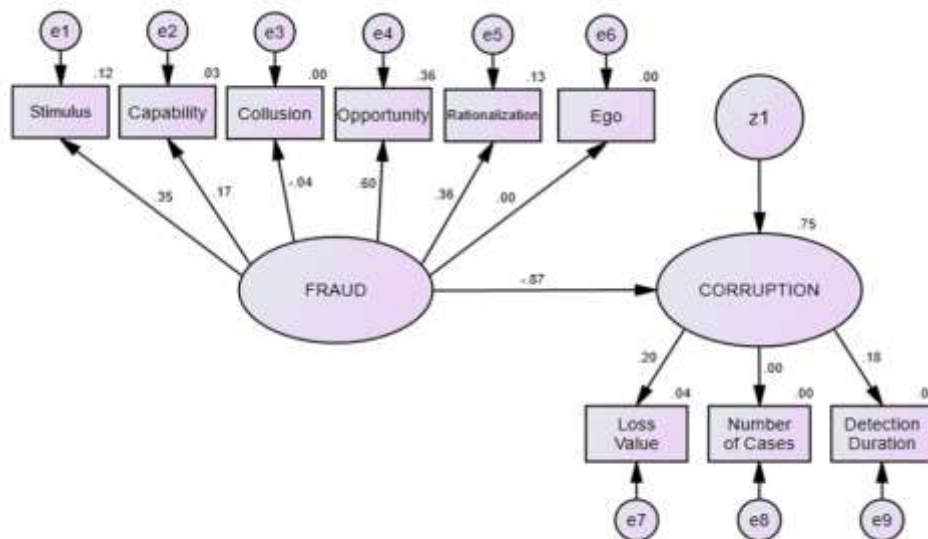 e1 e2 e3 e4 e5 e6
.12 .03 .00 .36 .13 .00
Stimulus Capability Collusion Opportunity Rationalization Ego
z1
.35 .17 -.04 .60 .36 .00
.75
FRAUD -.87 CORRUPTION
.20 .00 .18
.04 .00
Loss
Value
Number
of Cases
Detection
Duration
e7 e8 e9